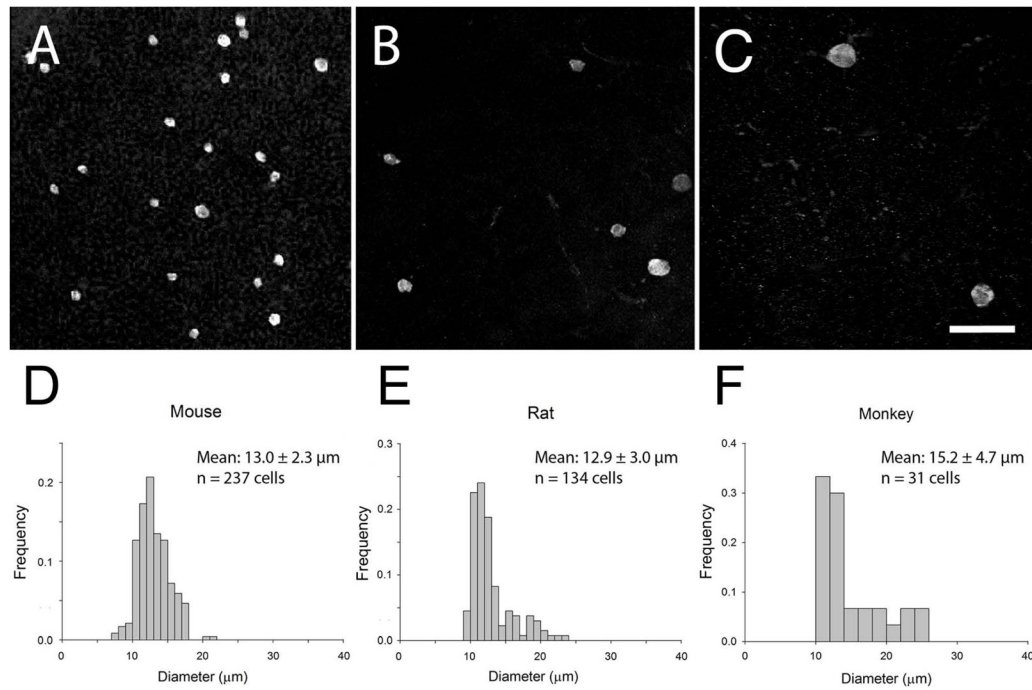 A
B
C
D
Mouse
Mean: 13.0 ± 2.3 μm
n = 237 cells
Frequency
0.2
0.1
0.0
0
10
20
30
40
Diameter (μm)
E
Rat
Mean: 12.9 ± 3.0 μm
n = 134 cells
Frequency
0.3
0.2
0.1
0.0
0
10
20
30
40
Diameter (μm)
F
Monkey
Mean: 15.2 ± 4.7 μm
n = 31 cells
Frequency
0.4
0.3
0.2
0.1
0.0
0
10
20
30
40
Diameter (μm)